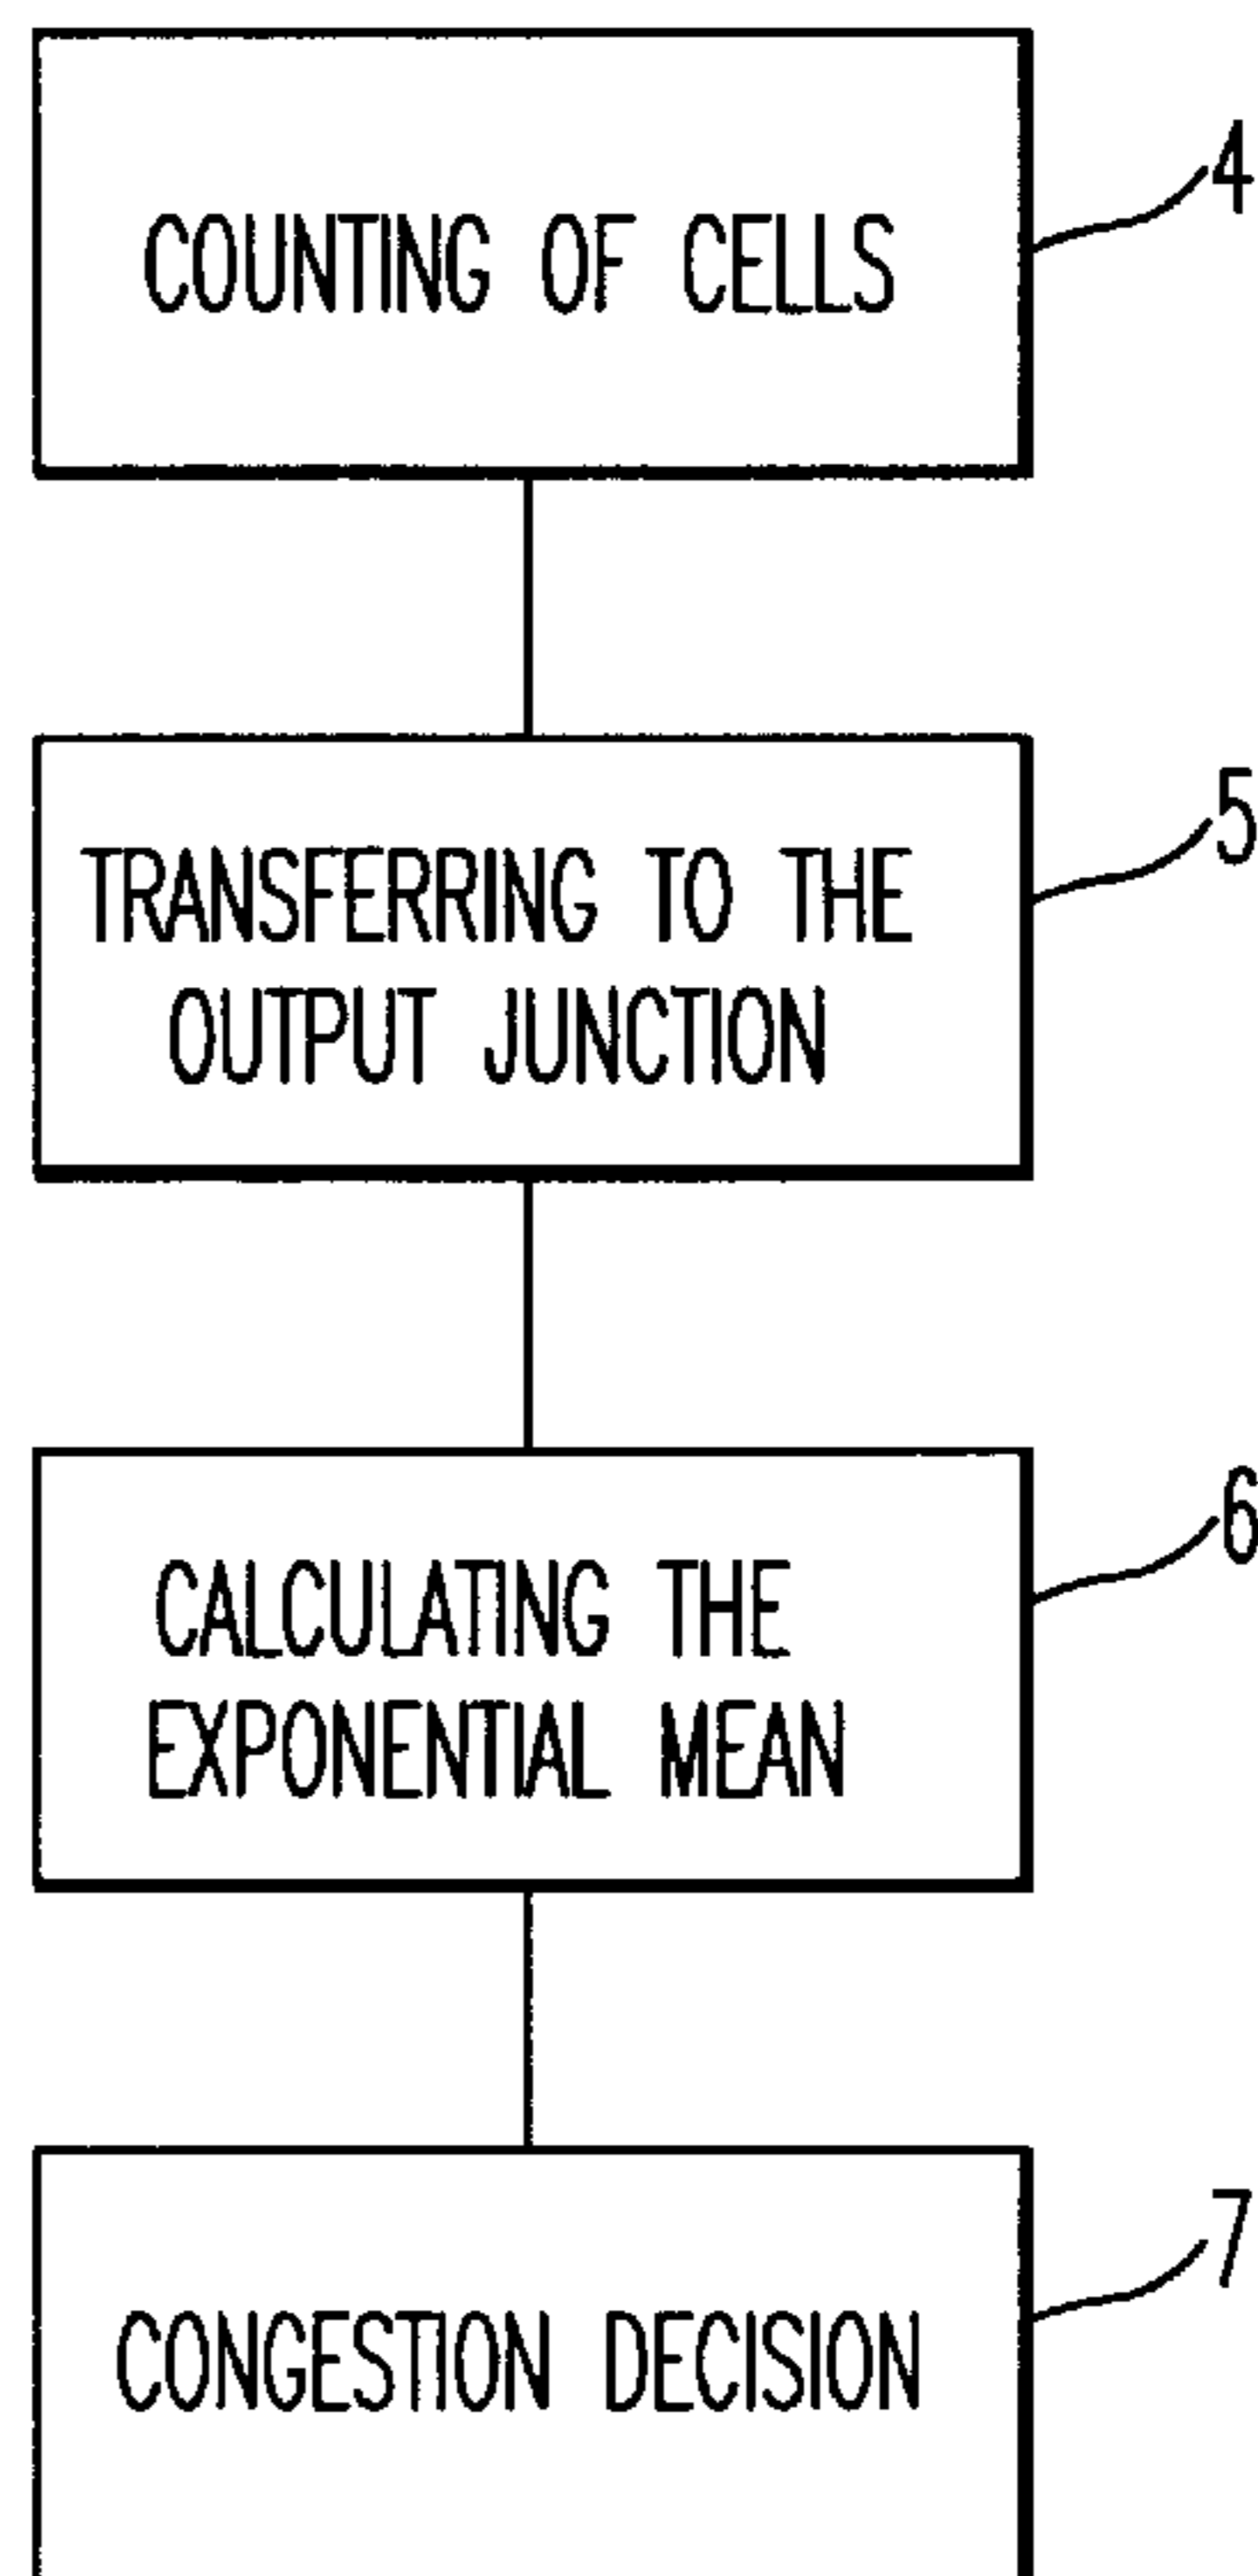 COUNTING OF CELLS
4
TRANSFERRING TO THE
OUTPUT JUNCTION
5
CALCULATING THE
EXPONENTIAL MEAN
6
CONGESTION DECISION
7